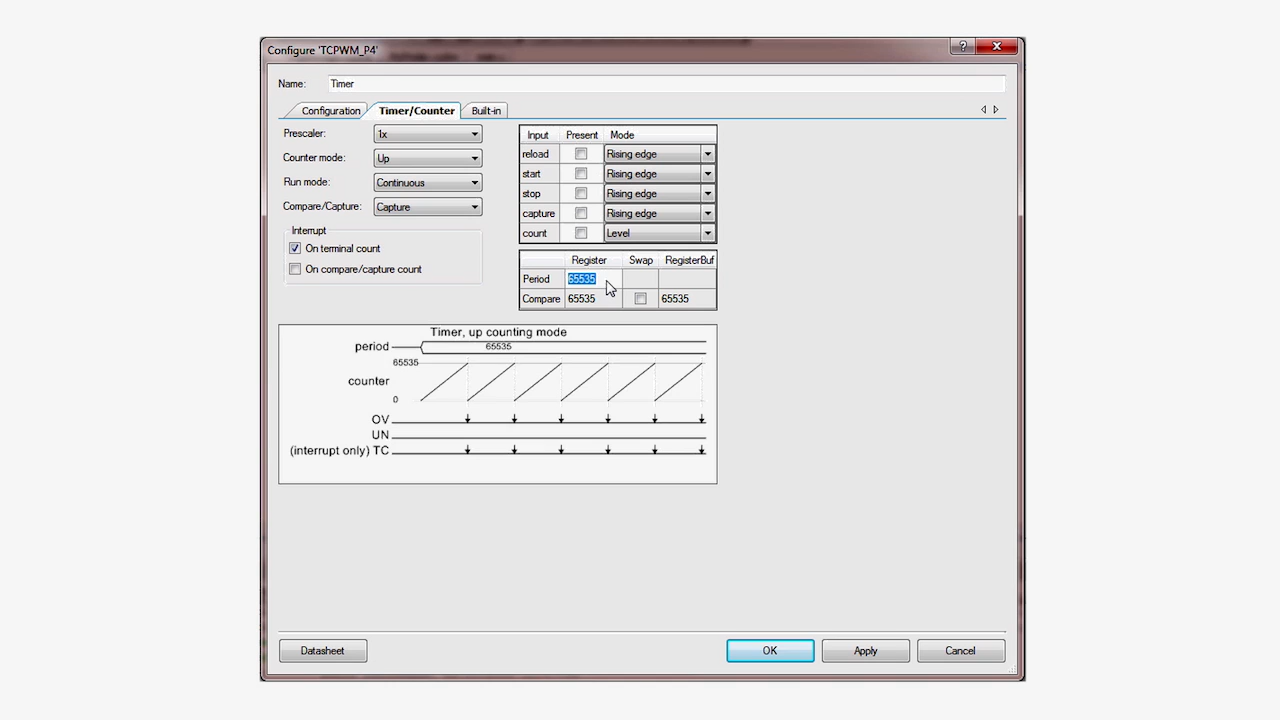 Configure 'TCPWM_P4'
?
Name: Timer
Configuration Timer/Counter Built-in
Prescaler: 1x
Counter mode: Up
Run mode: Continuous
Compare/Capture: Capture
Interrupt
On terminal count
On compare/capture count
Input Present Mode
reload Rising edge
start Rising edge
stop Rising edge
capture Rising edge
count Level
Register Swap RegisterBuf
Period 65535
Compare 65535 65535
Timer, up counting mode
period 65535
65535
counter
0
OV
UN
(interrupt only) TC
Datasheet OK Apply Cancel